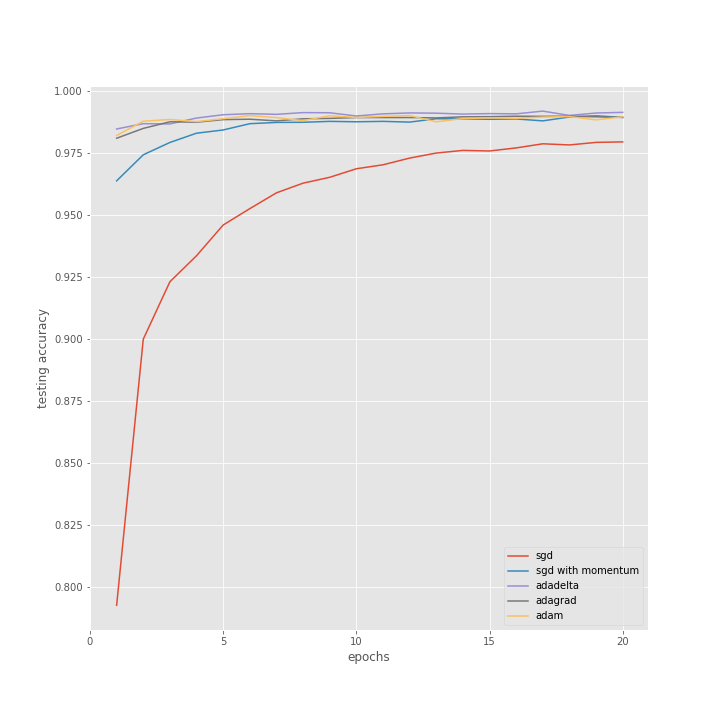 1.000
0.975
0.950
0.925
0.900
0.875
0.850
0.825
0.800
testing accuracy
0
5
10
15
20
epochs
sgd
sgd with momentum
adadelta
adagrad
adam